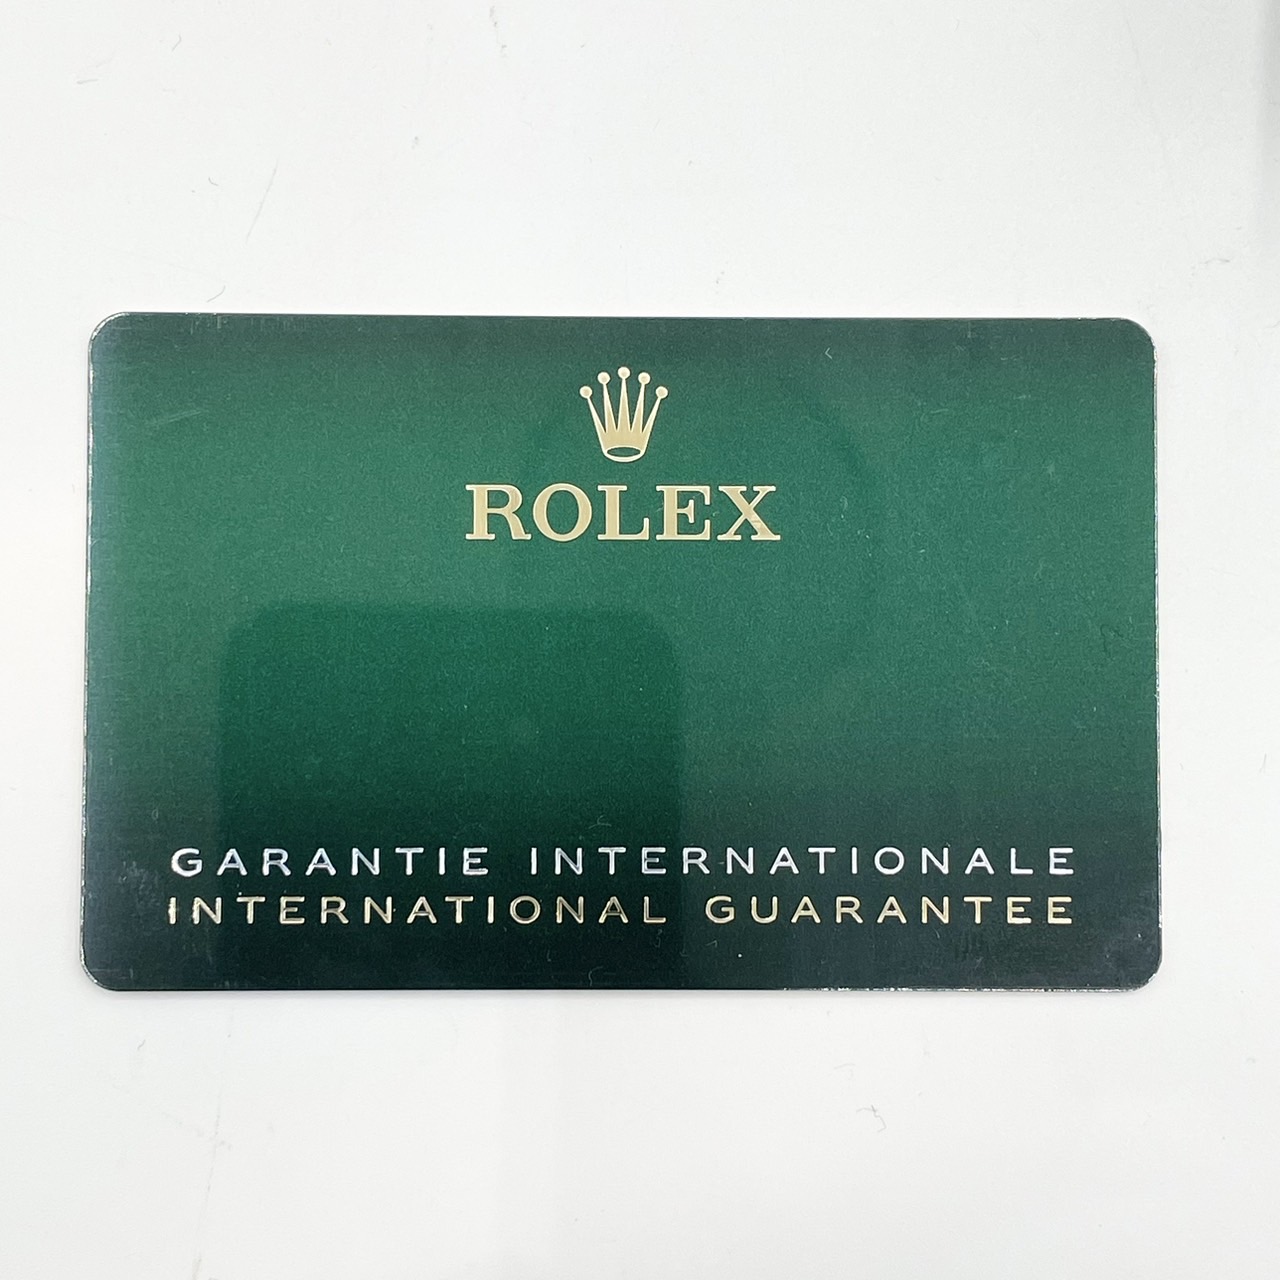 ROLEX
GARANTIE INTERNATIONALE
INTERNATIONAL GUARANTEE